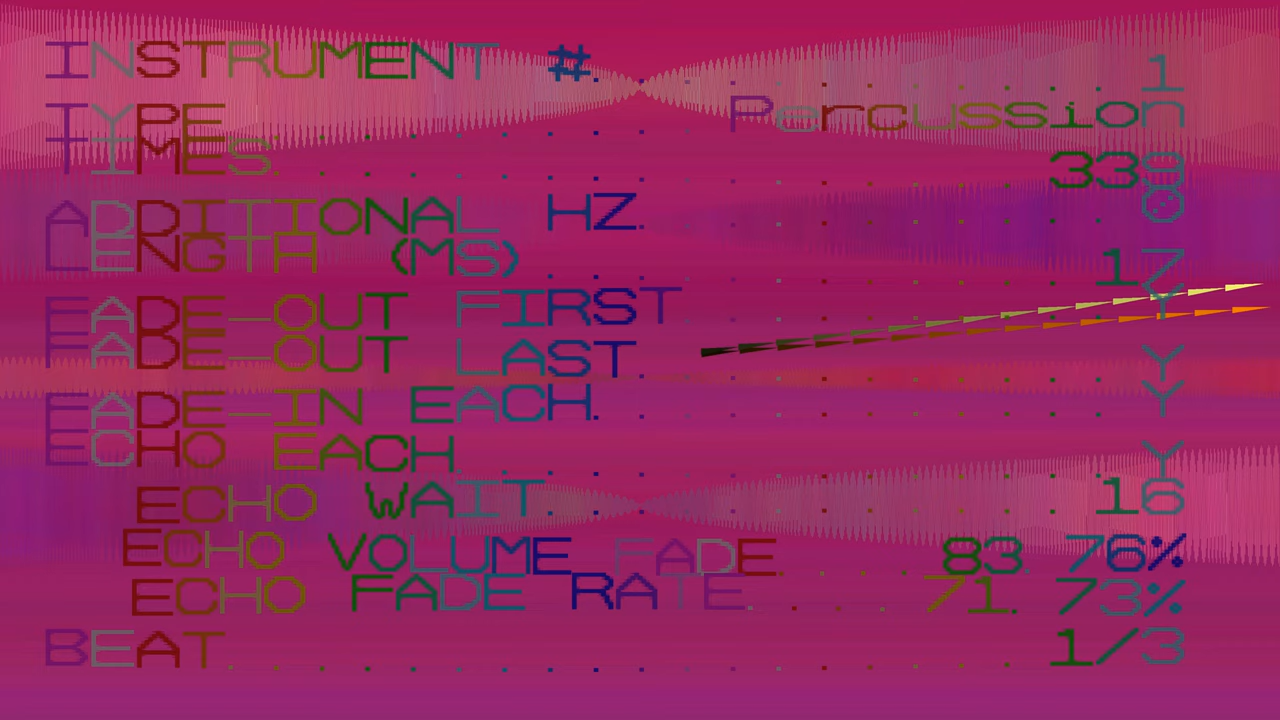 INSTRUMENT #. . . . . . . . . . . . 1
TYPE . . . . . . . . . . Percussion
TIMES. . . . . . . . . . . . . . . . . 339
ADDITIONAL HZ. . . . . . . . . . . 0
LENGTH (MS) . . . . . . . . . . . . 17
FADE-OUT FIRST . . . . . . . . . . Y
FADE-OUT LAST. . . . . . . . . . . Y
FADE-IN EACH. . . . . . . . . . . . Y
ECHO EACH. . . . . . . . . . . . . . Y
ECHO WAIT. . . . . . . . . . . . . 16
ECHO VOLUME FADE. . . . 83.76%
ECHO FADE RATE. . . . 71.73%
BEAT. . . . . . . . . . . . . . . . . . 1/3